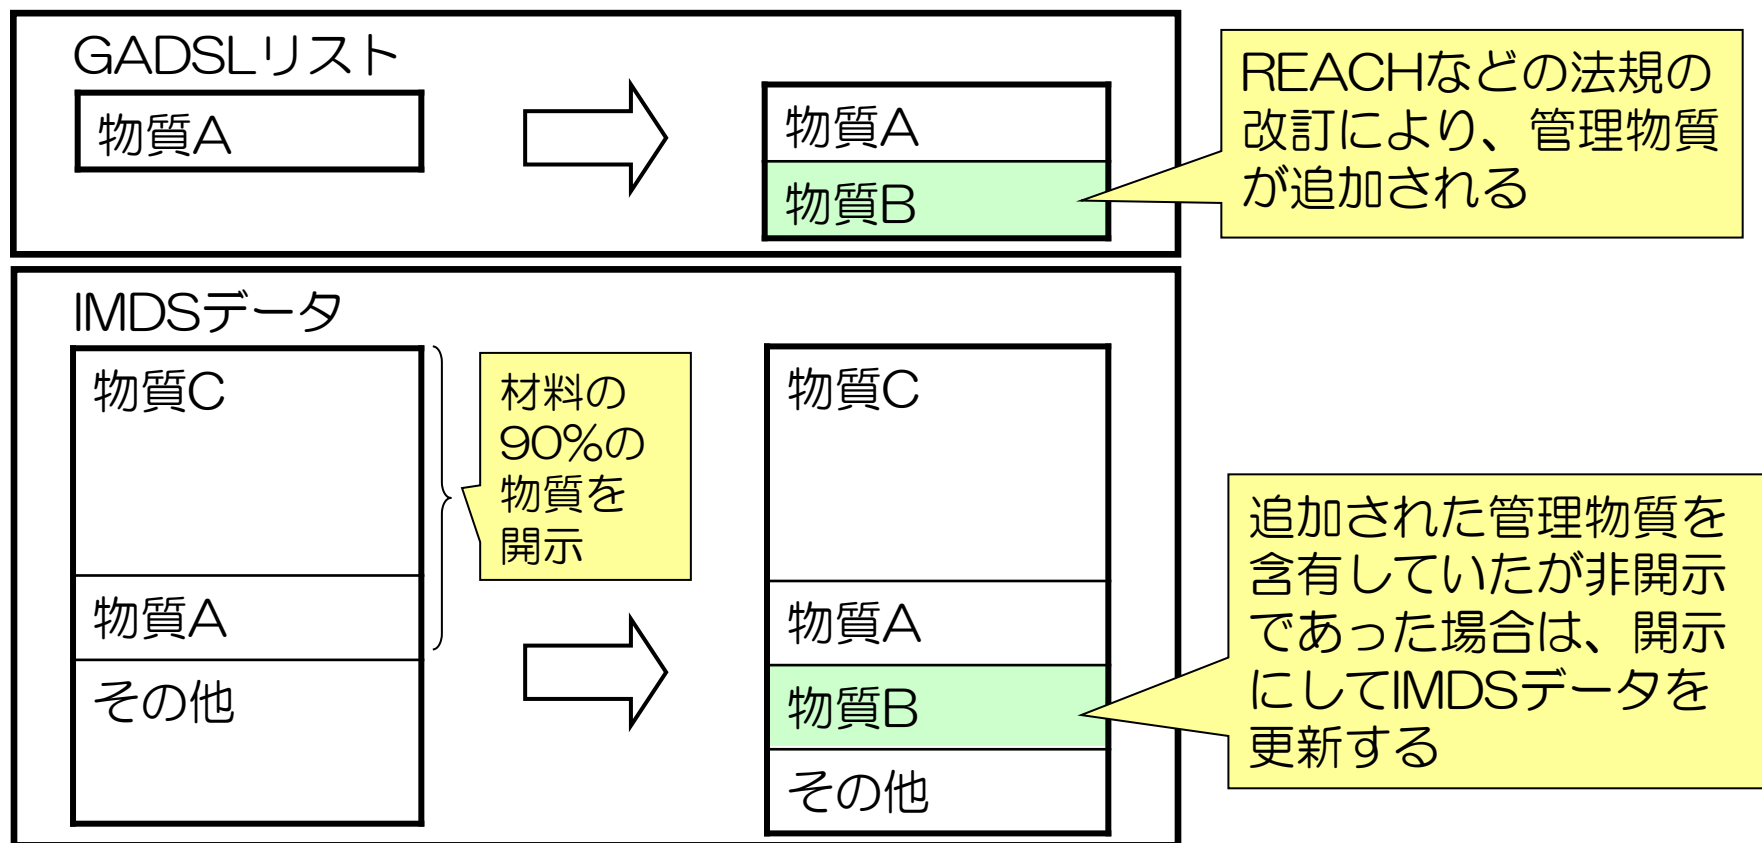 GADSLリスト
物質A
物質A
物質B
REACHなどの法規の
改訂により、管理物質
が追加される
IMDSデータ
物質C
物質A
その他
材料の
90%の
物質を
開示
物質C
物質A
物質B
その他
追加された管理物質を
含有していたが非開示
であった場合は、開示
にしてIMDSデータを
更新する